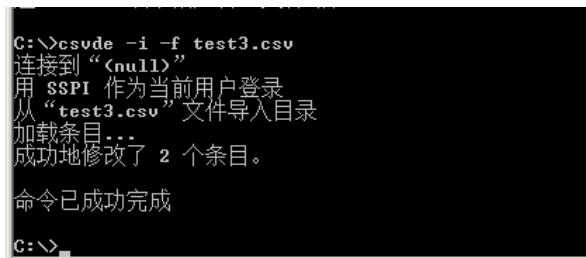 C:\>csvde -i -f test3.csv
连接到“(null)”
用 SSPI 作为当前用户登录
从“test3.csv”文件导入目录
加载条目...
成功地修改了 2 个条目。
命令已成功完成
C:\>_